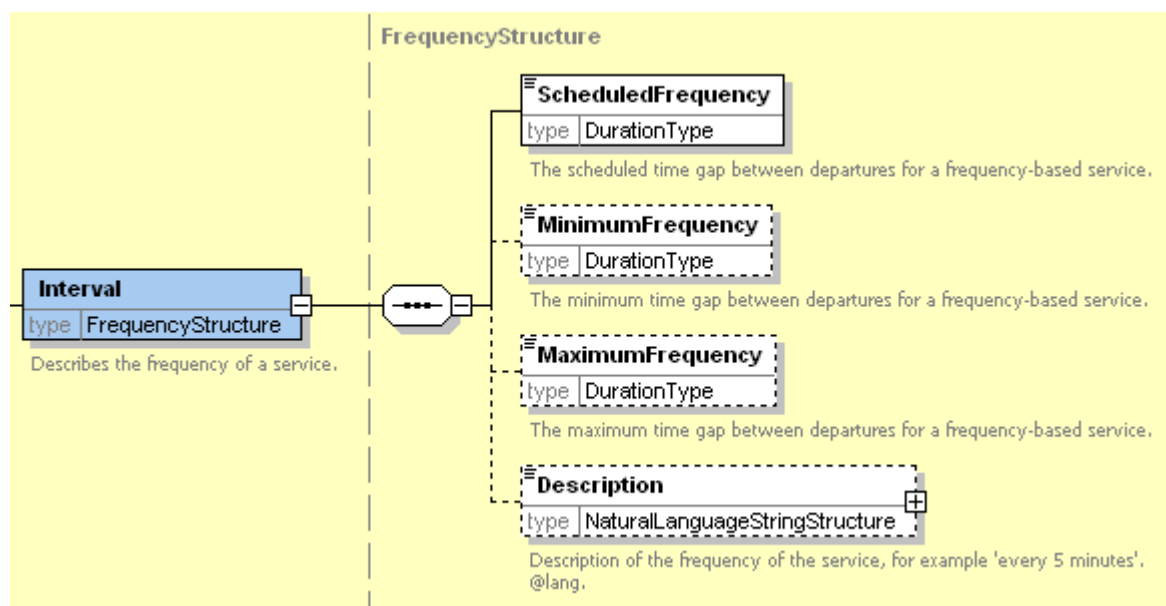 FrequencyStructure
ScheduledFrequency
type DurationType
The scheduled time gap between departures for a frequency-based service.
MinimumFrequency
type DurationType
The minimum time gap between departures for a frequency-based service.
Interval
type FrequencyStructure
Describes the frequency of a service.
MaximumFrequency
type DurationType
The maximum time gap between departures for a frequency-based service.
Description
type NaturalLanguageStringStructure
Description of the frequency of the service, for example 'every 5 minutes'.
@lang.